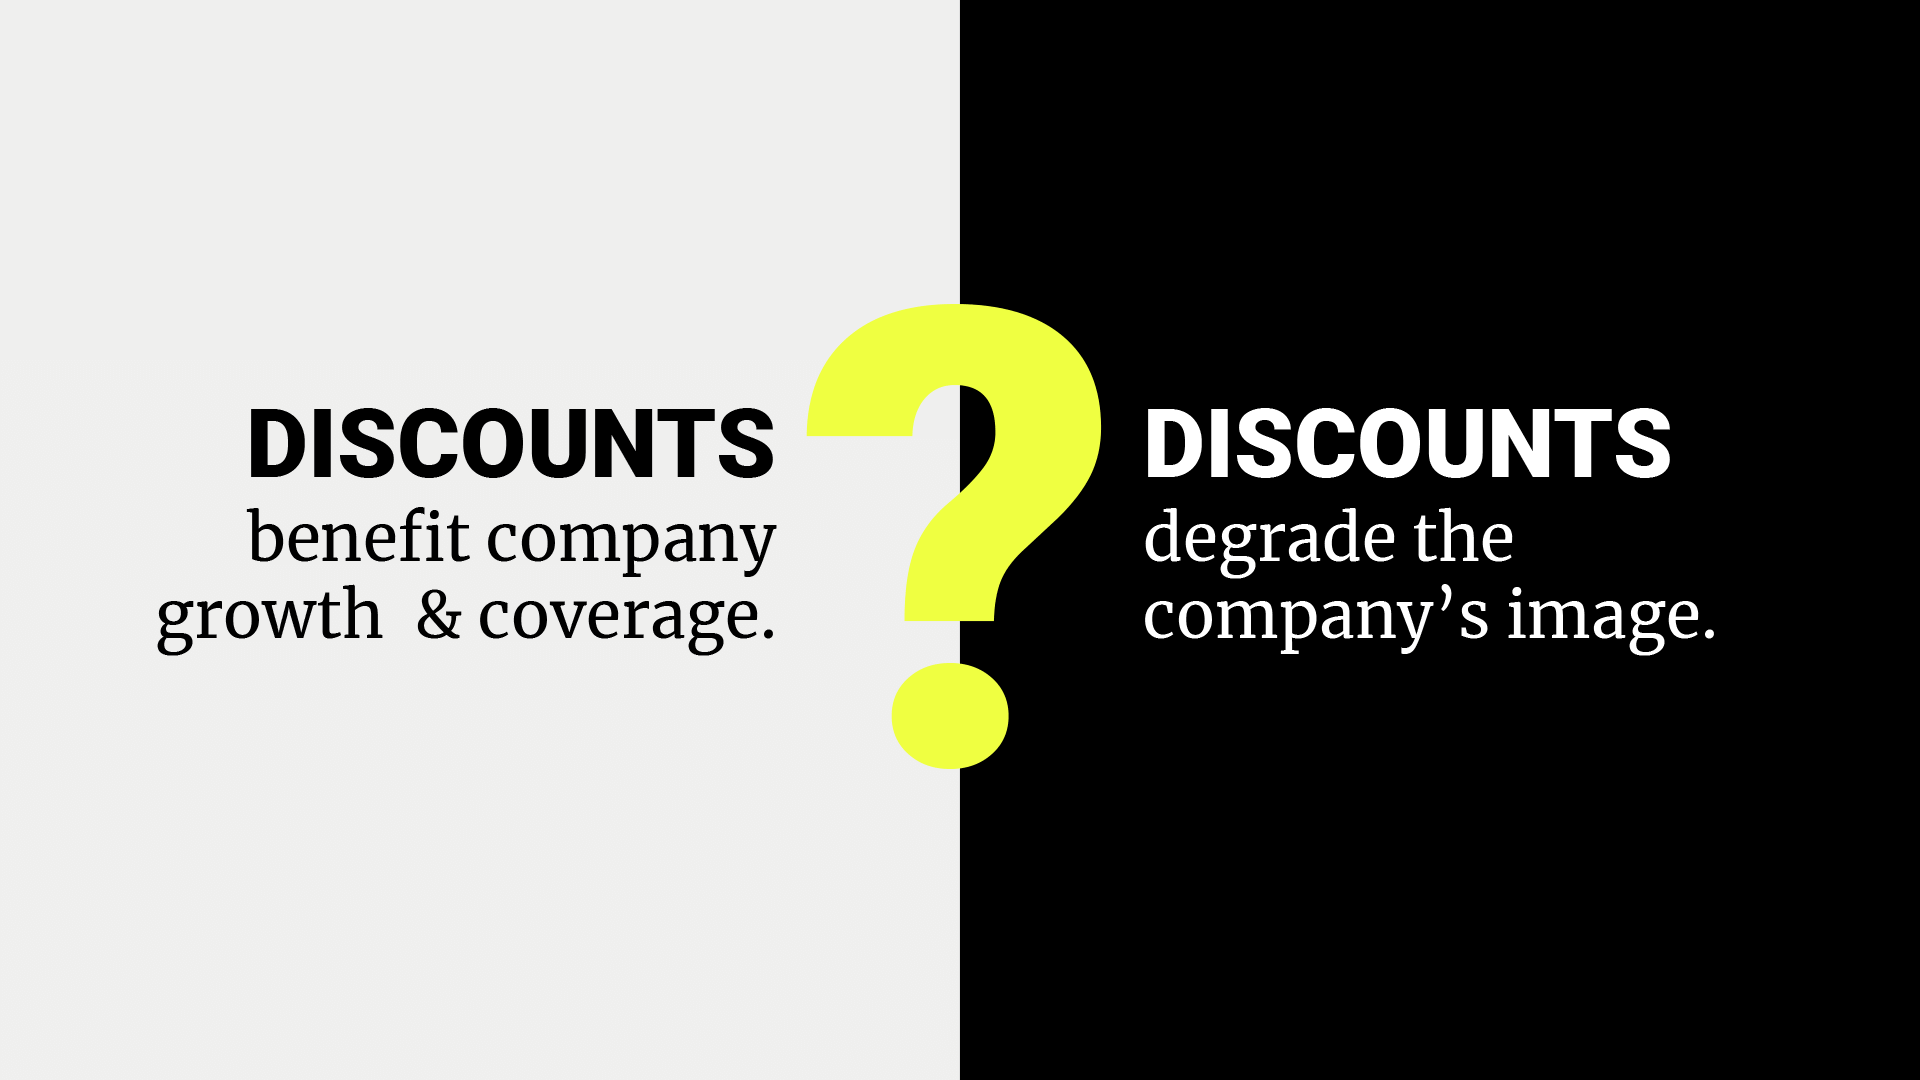 DISCOUNTS
benefit company
growth  & coverage.
?
DISCOUNTS
degrade the
company’s image.